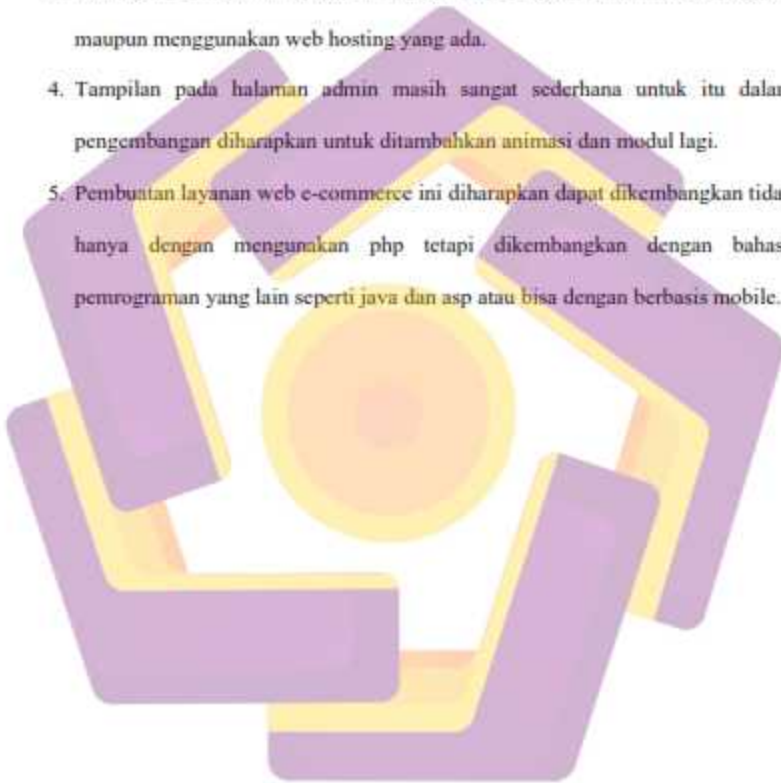 maupun menggunakan web hosting yang ada.
4. Tampilan pada halaman admin masih sangat sederhana untuk itu dalam
pengembangan diharapkan untuk ditambahkan animasi dan modul lagi.
5. Pembuatan layanan web e-commerce ini diharapkan dapat dikembangkan tida
hanya dengan mengunakan php tetapi dikembangkan dengan bahas
pemrograman yang lain seperti java dan asp atau bisa dengan berbasis mobile.